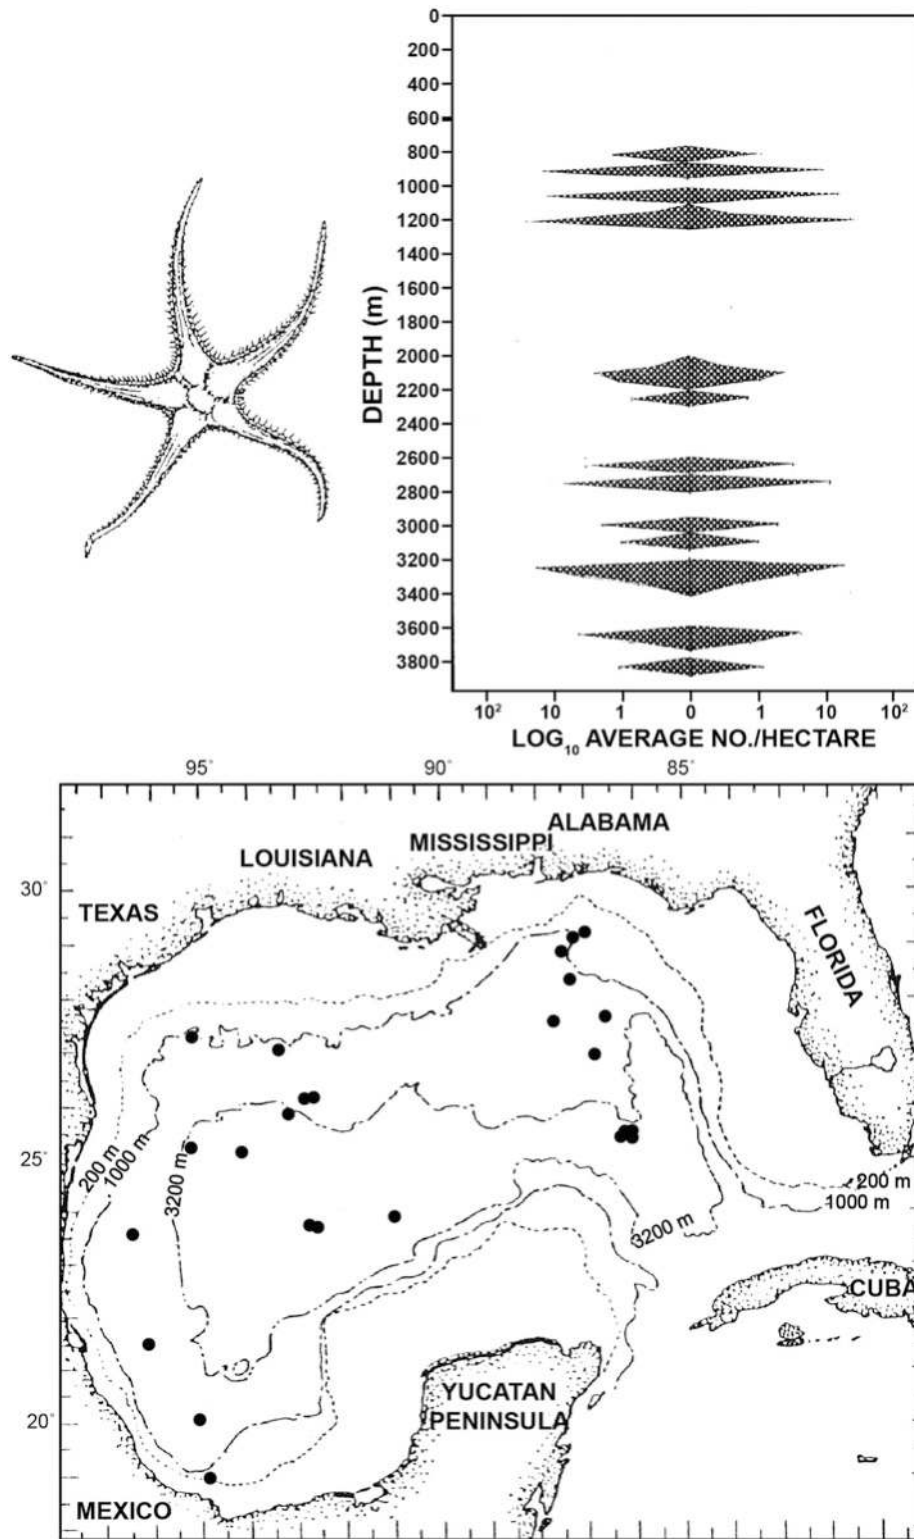 0
200
400
600
800
1000
1200
1400
1600
1800
2000
2200
2400
2600
2800
3000
3200
3400
3600
3800
DEPTH (m)
10² 10 1 0 1 10 10²
LOG₁₀ AVERAGE NO./HECTARE
95° 90° 85°
ALABAMA
MISSISSIPPI
LOUISIANA
30°
TEXAS
FLORIDA
25°
200 m
1000 m
3200 m
200 m
1000 m
3200 m
CUBA
YUCATAN
PENINSULA
20°
MEXICO